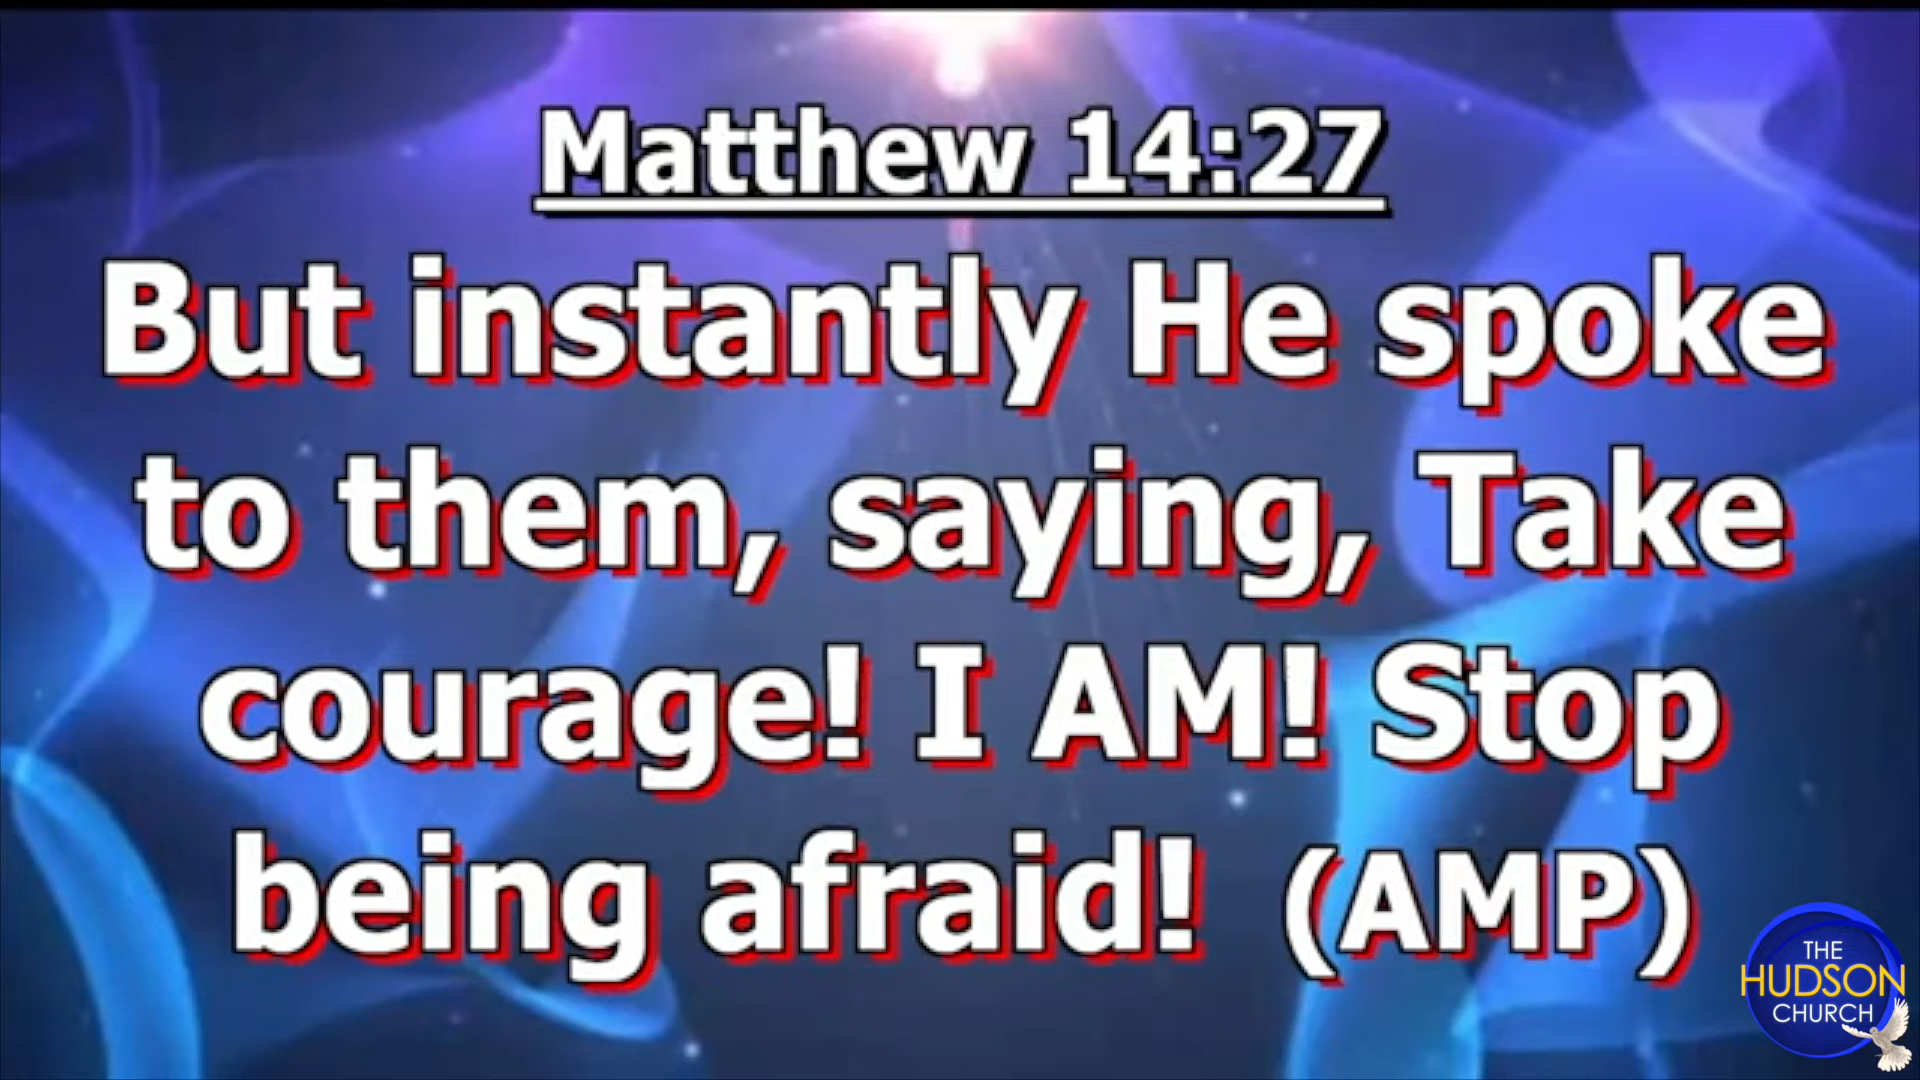 Matthew 14:27
But instantly He spoke
to them, saying, Take
courage! I AM! Stop
being afraid! (AMP)
THE
HUDSON
CHURCH